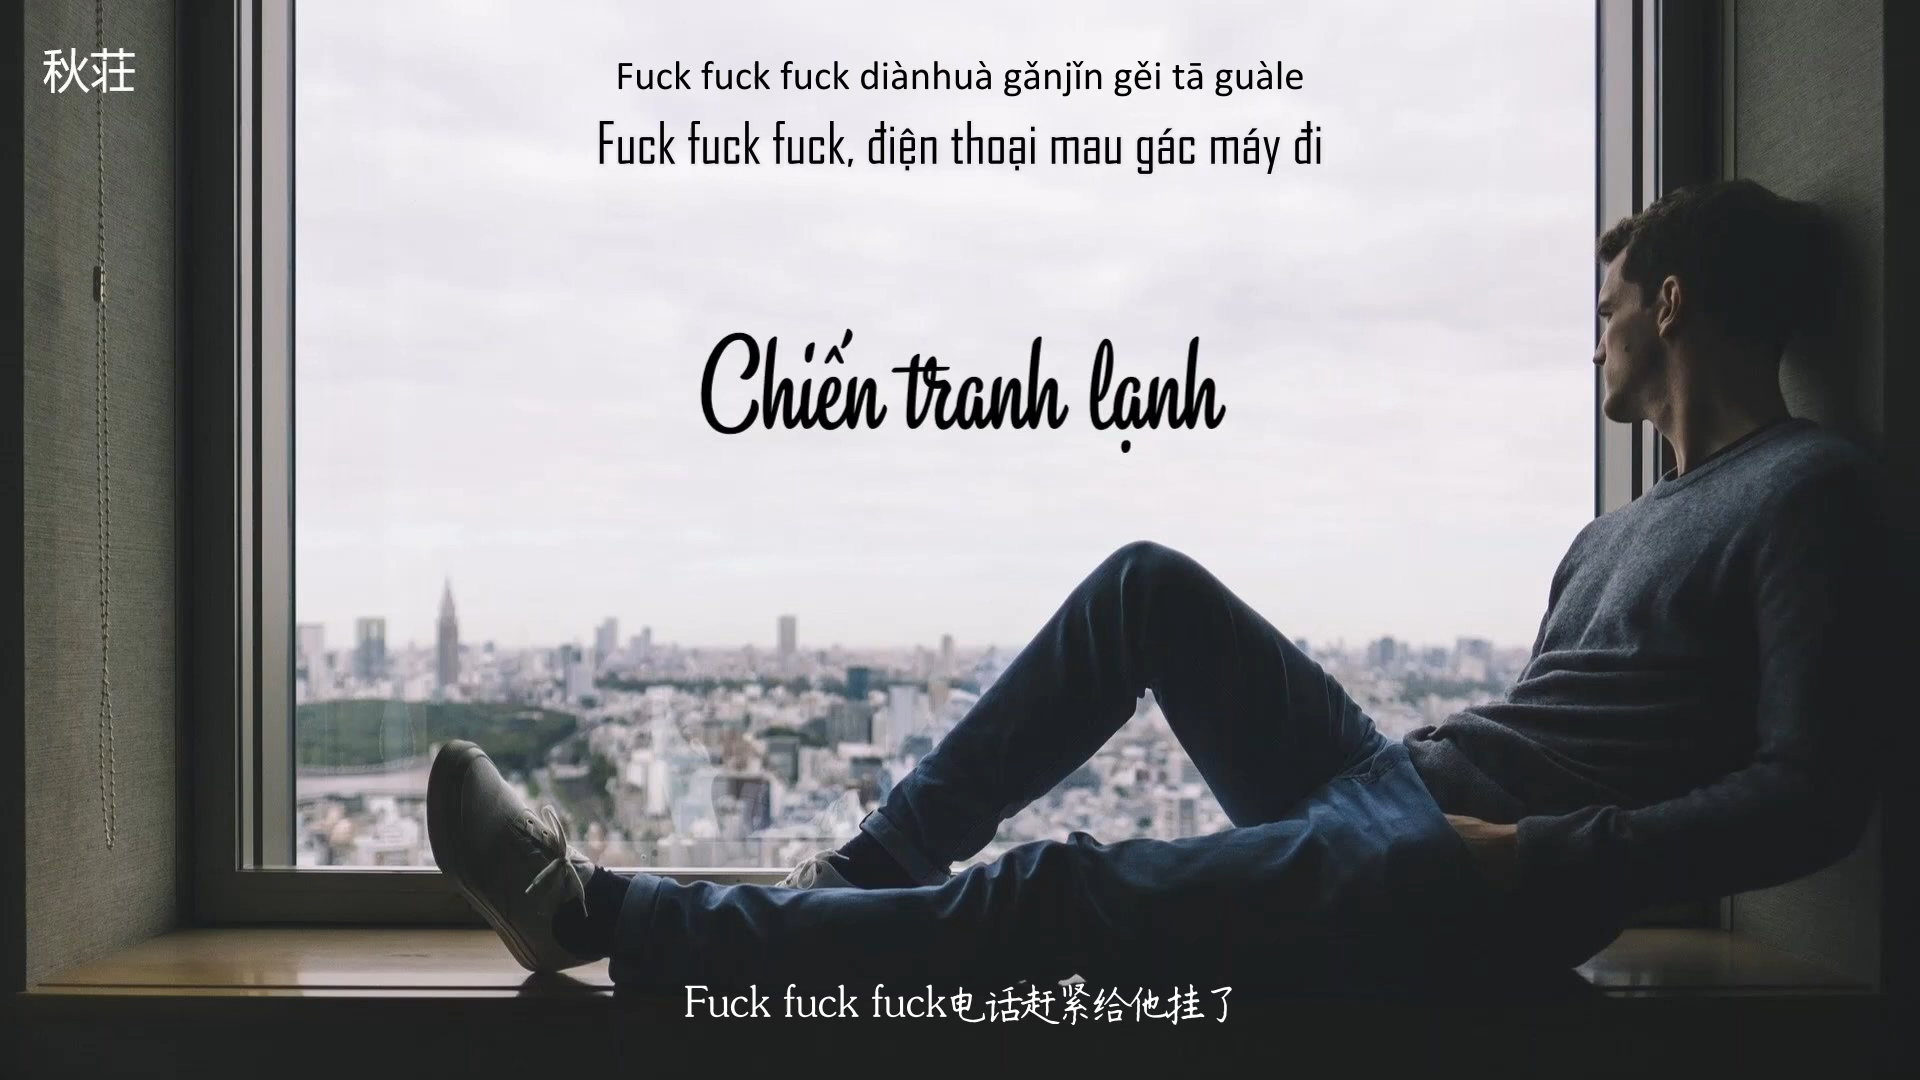 秋荘
Fuck fuck fuck diànhuà gǎnjǐn gěi tā guàle
Fuck fuck fuck, điện thoại mau gác máy đi
Chiến tranh lạnh
Fuck fuck fuck电话赶紧给他挂了